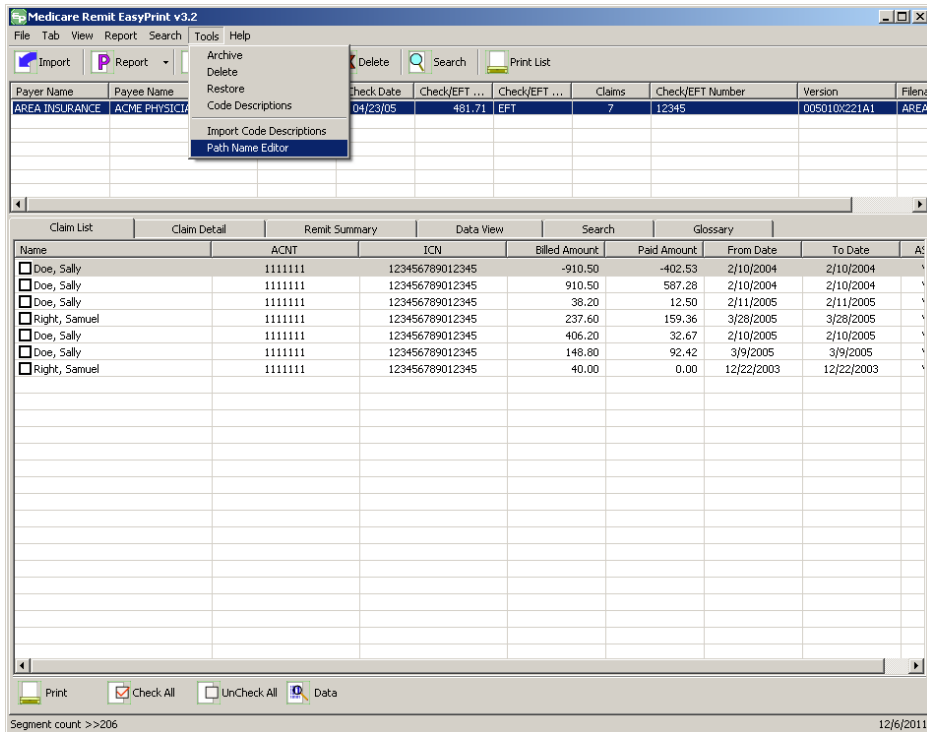 Medicare Remit EasyPrint v3.2
File Tab View Report Search Tools Help
Import Report Delete Search Print List
Archive
Delete
Restore
Code Descriptions
Import Code Descriptions
Path Name Editor
Payer Name Payee Name Check Date Check/EFT ... Check/EFT ... Claims Check/EFT Number Version
AREA INSURANCE ACME 04/23/05 481.71 EFT 7 12345 005010X221A1 AREA
Claim List Claim Detail Remit Summary Data View Search Glossary
Name ACNT ICN Billed Amount Paid Amount From Date To Date
Doe, Sally 1111111 123456789012345 -910.50 -402.53 2/10/2004 2/10/2004
Doe, Sally 1111111 123456789012345 910.50 587.28 2/10/2004 2/10/2004
Doe, Sally 1111111 123456789012345 38.20 12.50 2/11/2005 2/11/2005
Right, Samuel 1111111 123456789012345 237.60 159.36 3/28/2005 3/28/2005
Doe, Sally 1111111 123456789012345 406.20 32.67 2/10/2005 2/10/2005
Doe, Sally 1111111 123456789012345 148.80 92.42 3/9/2005 3/9/2005
Right, Samuel 1111111 123456789012345 40.00 0.00 12/22/2003 12/22/2003
Print Check All UnCheck All Data
Segment count >>206 12/6/2011